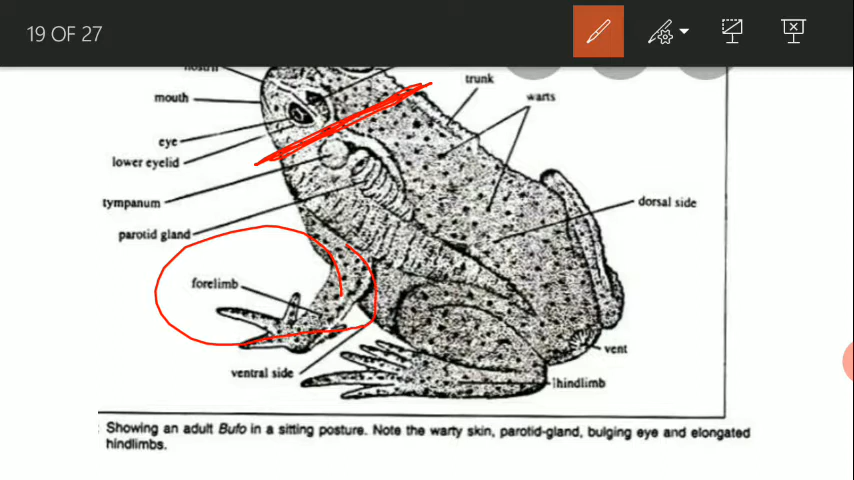 19 OF 27
nostril
trunk
mouth
warts
eye
lower eyelid
tympanum
dorsal side
parotid gland
forelimb
vent
ventral side
hindlimb
: Showing an adult Bufo in a sitting posture. Note the warty skin, parotid-gland, bulging eye and elongated
hindlimbs.